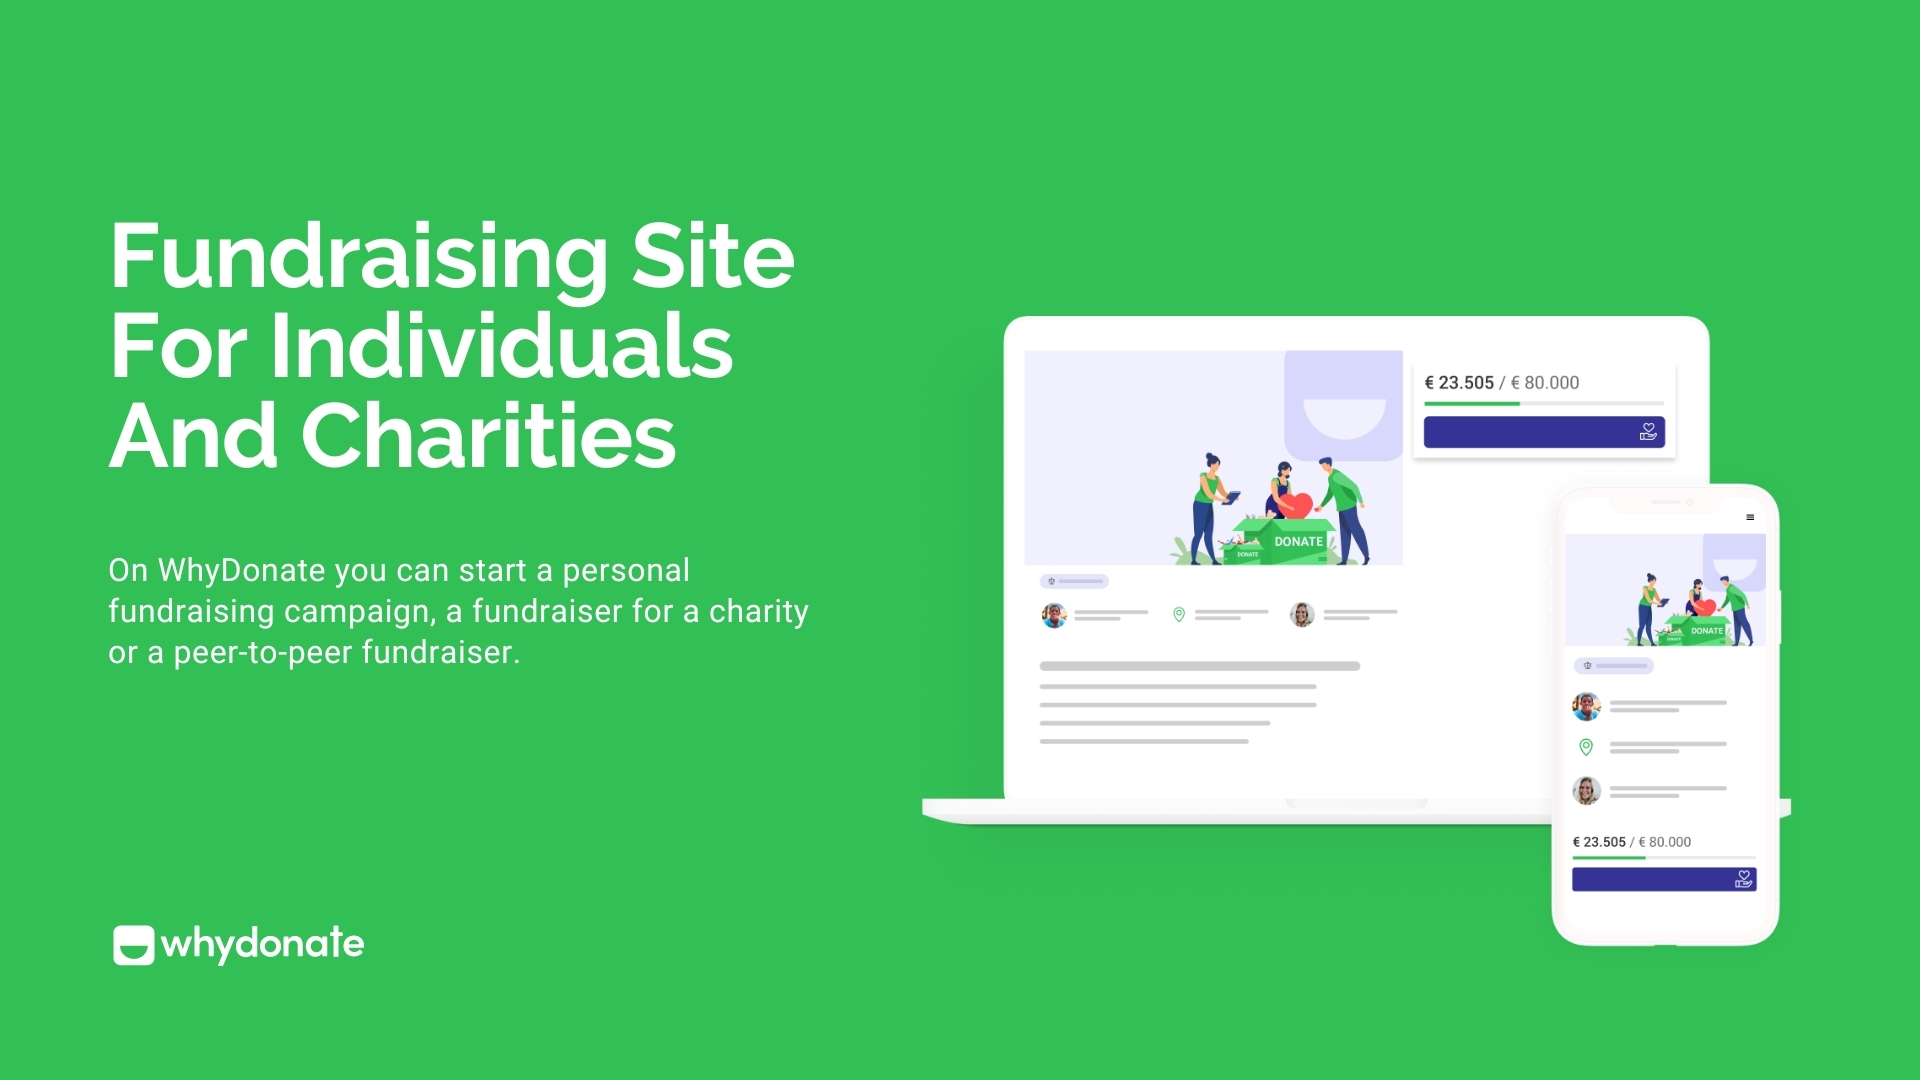 Fundraising Site
For Individuals
And Charities
On WhyDonate you can start a personal
fundraising campaign, a fundraiser for a charity
or a peer-to-peer fundraiser.
whydonate
€ 23.505 / € 80.000
DONATE
DONATE
DONATE
DONATE
€ 23.505 / € 80.000